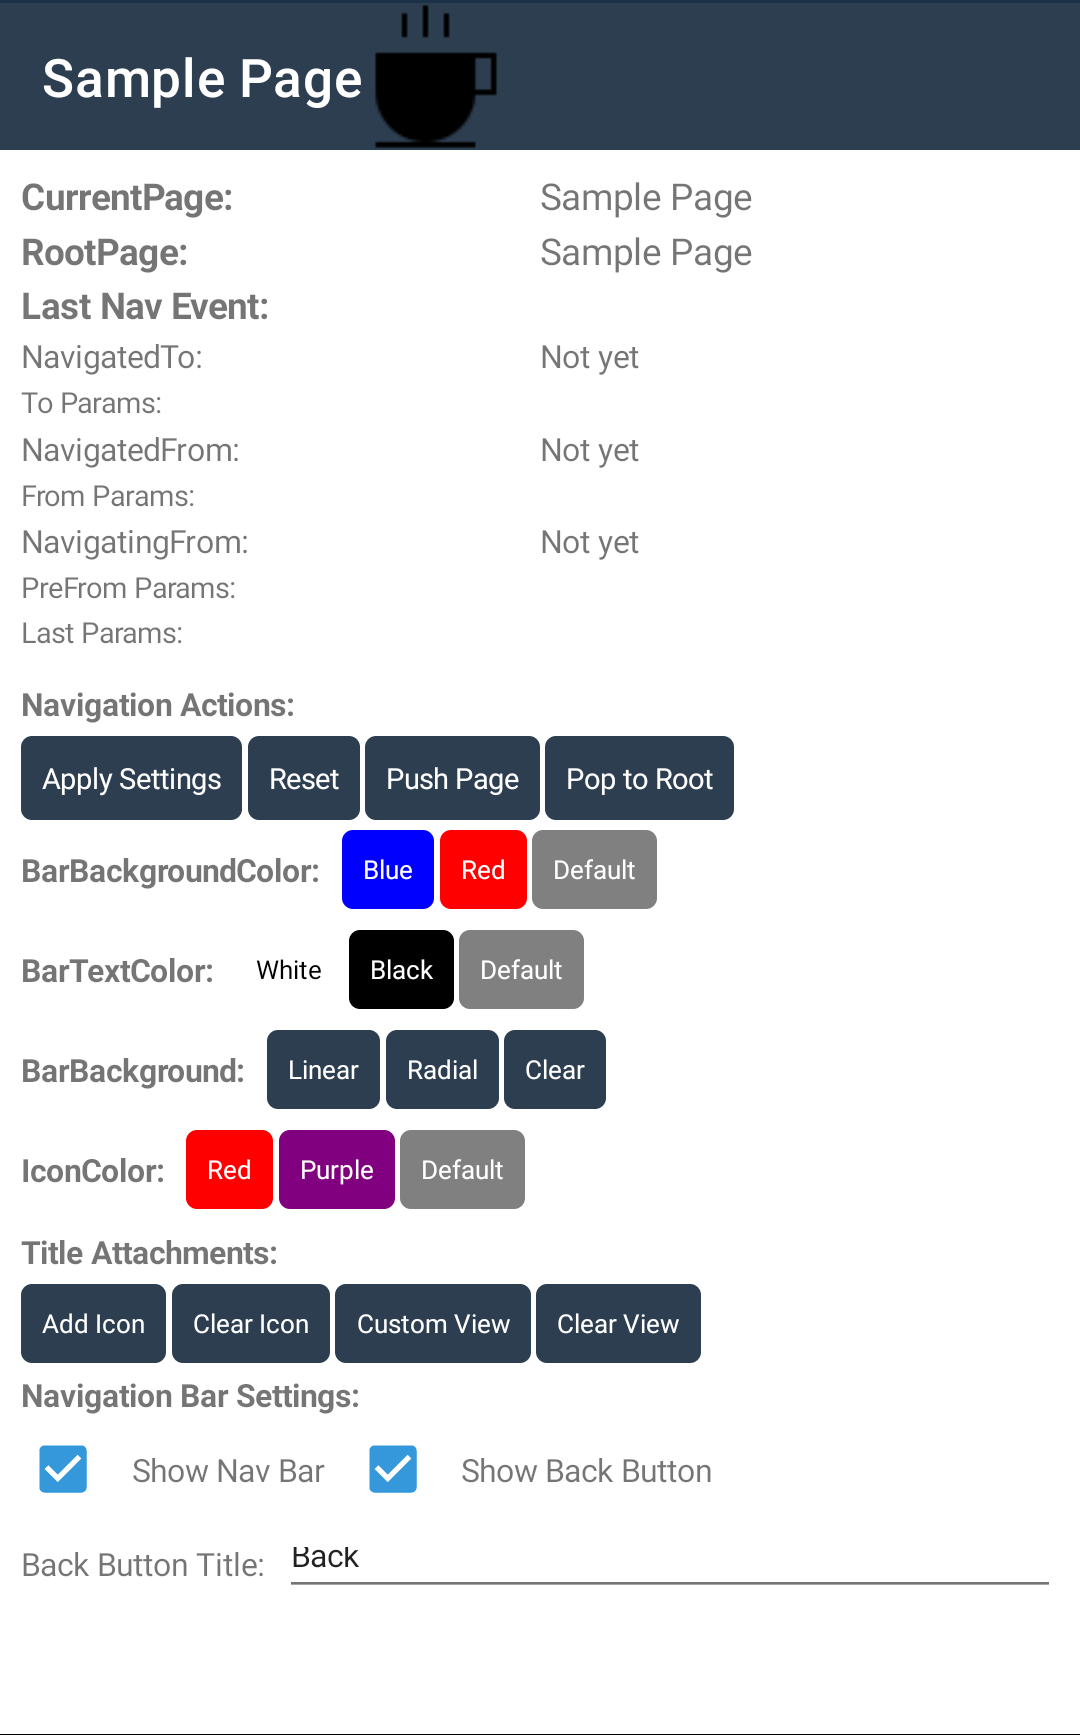 Sample Page
CurrentPage: Sample Page
RootPage: Sample Page
Last Nav Event:
NavigatedTo: Not yet
To Params:
NavigatedFrom: Not yet
From Params:
NavigatingFrom: Not yet
PreFrom Params:
Last Params:
Navigation Actions:
Apply Settings Reset Push Page Pop to Root
BarBackgroundColor: Blue Red Default
BarTextColor: White Black Default
BarBackground: Linear Radial Clear
IconColor: Red Purple Default
Title Attachments:
Add Icon Clear Icon Custom View Clear View
Navigation Bar Settings:
Show Nav Bar Show Back Button
Back Button Title: Back